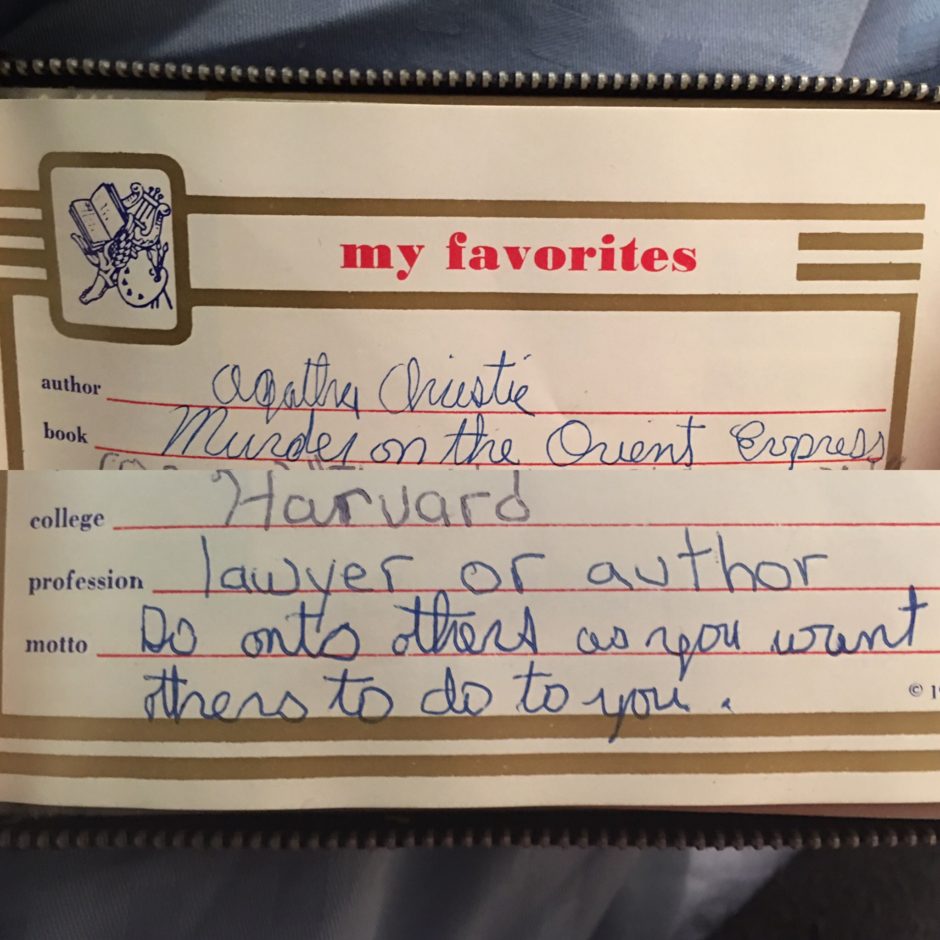 my favorites
author Agatha Christie
book Murder on the Orient Express
college Harvard
profession lawyer or author
motto Do onto others as you want
others to do to you.
© 1